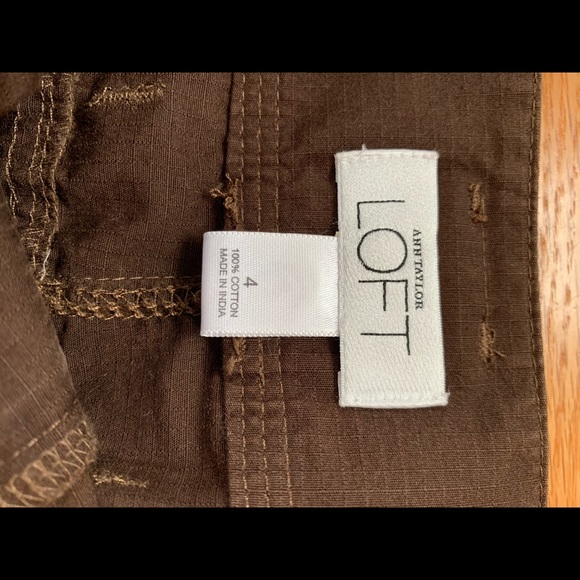 ANN TAYLOR
LOFT
4
100% COTTON
MADE IN INDIA